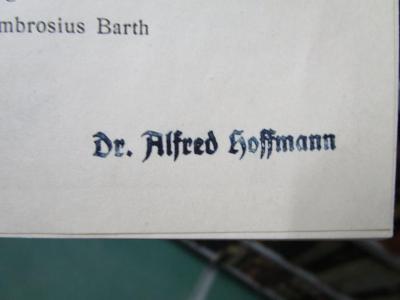 mbrosius Barth
Dr. Alfred Hoffmann